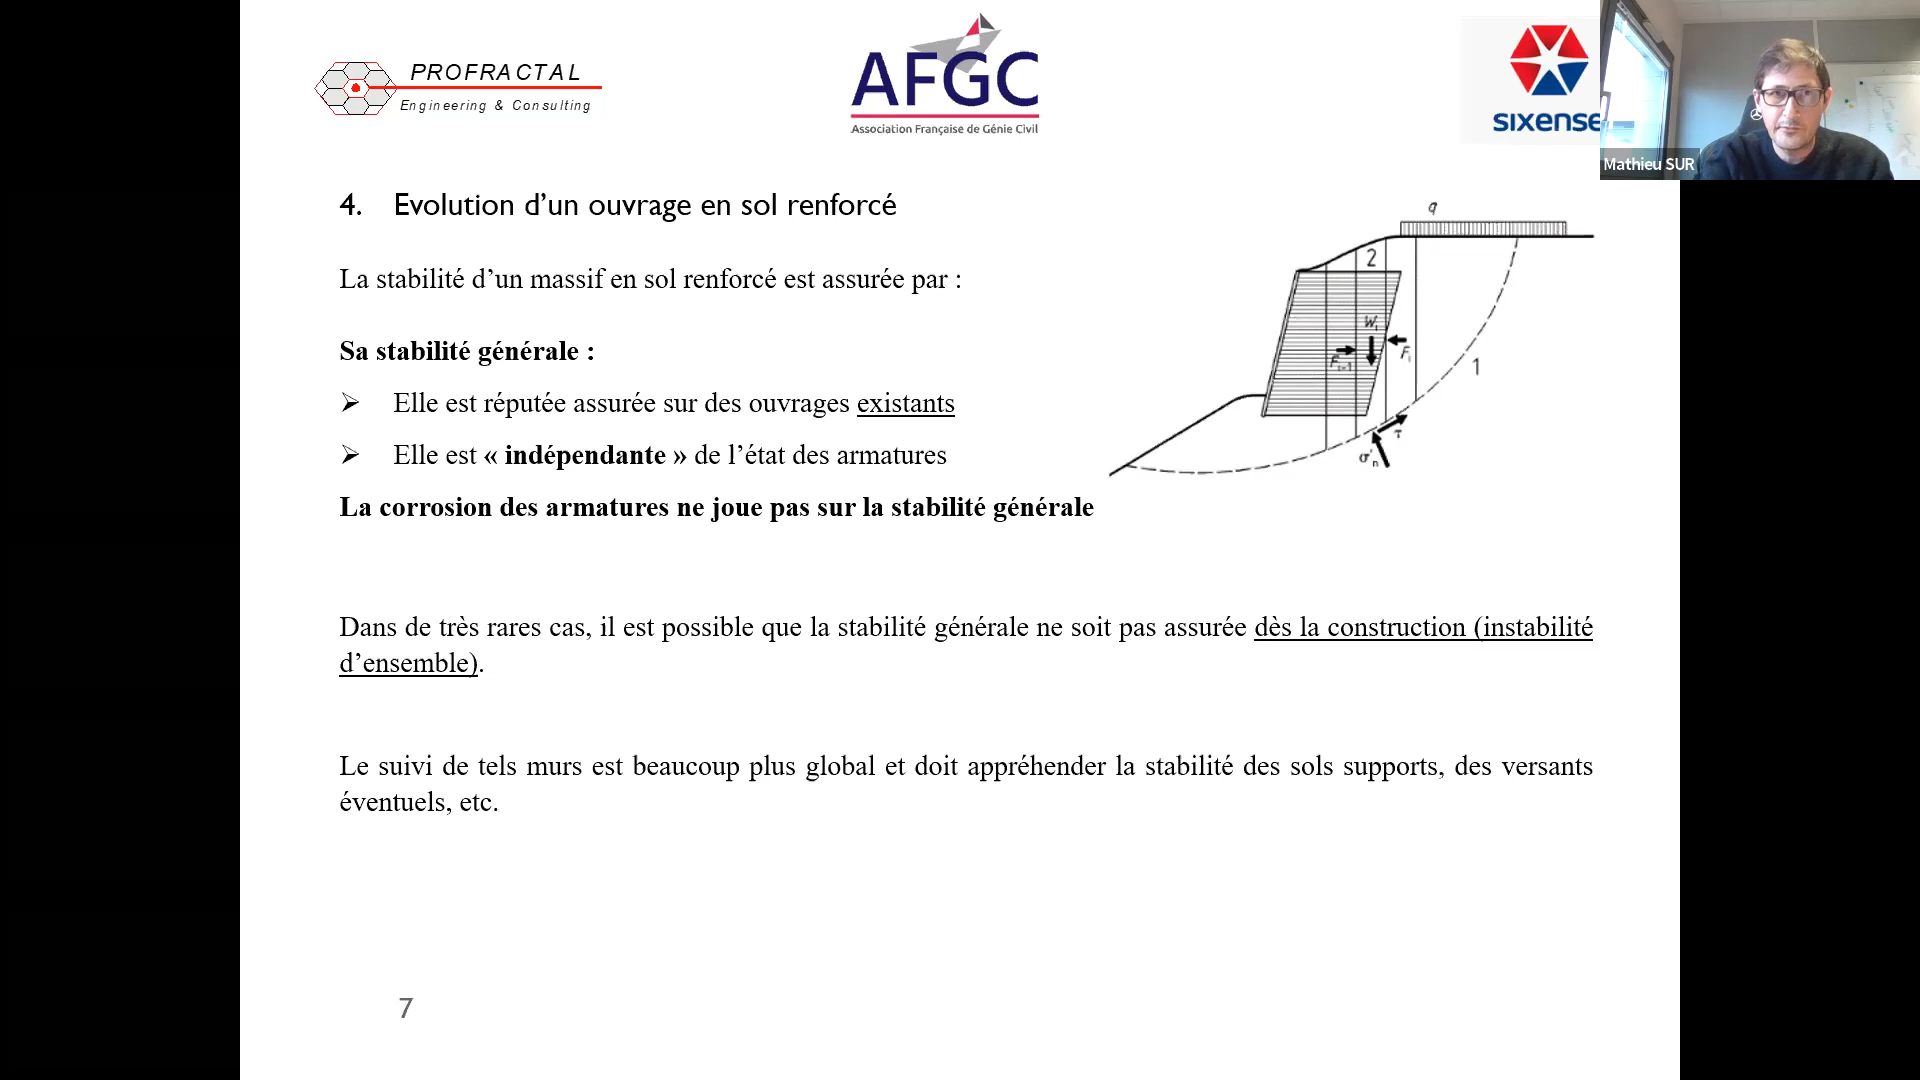 PROFRACTAL
Engineering & Consulting
AFGC
Association Française de Génie Civil
sixense
Mathieu SUR
4. Evolution d’un ouvrage en sol renforcé
La stabilité d’un massif en sol renforcé est assurée par :
Sa stabilité générale :
➢ Elle est réputée assurée sur des ouvrages existants
➢ Elle est « indépendante » de l’état des armatures
La corrosion des armatures ne joue pas sur la stabilité générale
q
2
Wi
Fi-1
Fi
1
τ
σ'n
Dans de très rares cas, il est possible que la stabilité générale ne soit pas assurée dès la construction (instabilité
d’ensemble).
Le suivi de tels murs est beaucoup plus global et doit appréhender la stabilité des sols supports, des versants
éventuels, etc.
7